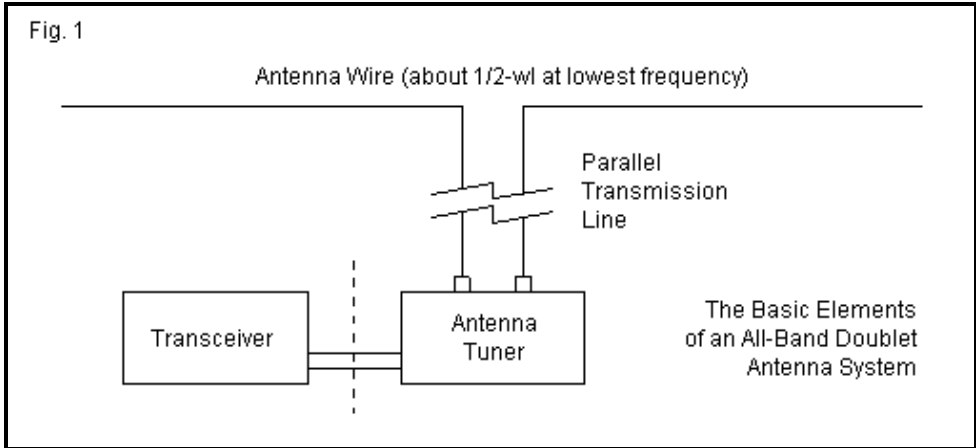 Fig. 1
Antenna Wire (about 1/2-wl at lowest frequency)
Parallel
Transmission
Line
Transceiver
Antenna
Tuner
The Basic Elements
of an All-Band Doublet
Antenna System